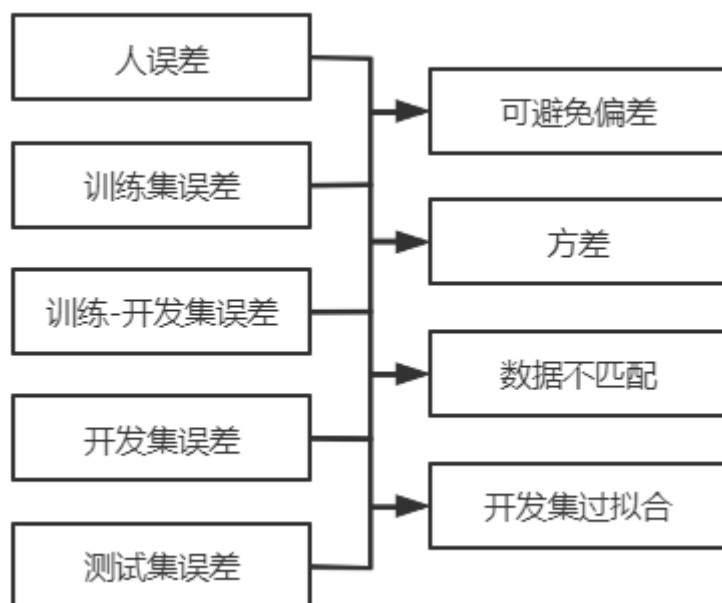 人误差
可避免偏差
训练集误差
方差
训练-开发集误差
数据不匹配
开发集误差
开发集过拟合
测试集误差